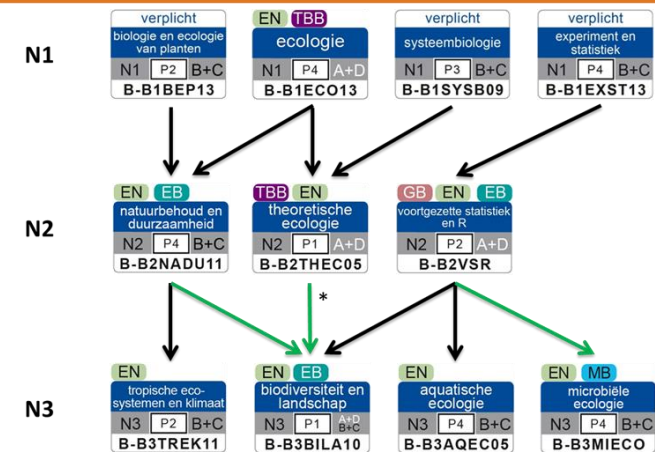 verplicht
biologie en ecologie
van planten
N1 P2 B+C
B-B1BEP13
EN TBB
ecologie
N1 P4 A+D
B-B1ECO13
verplicht
systeembiologie
N1 P3 B+C
B-B1SYSB09
verplicht
experiment en
statistiek
N1 P4 B+C
B-B1EXST13
N1
EN EB
natuurbehoud en
duurzaamheid
N2 P4 B+C
B-B2NADU11
TBB EN
theoretische
ecologie
N2 P1 A+D
B-B2THEC05
GB EN EB
voortgezette statistiek
en R
N2 P2 A+D
B-B2VSR
N2
*
EN
tropische eco-
systemen en klimaat
N3 P2 B+C
B-B3TREK11
EN EB
biodiversiteit en
landschap
N3 P1 A+D
B+C
B-B3BILA10
EN
aquatische
ecologie
N3 P4 B+C
B-B3AQEC05
EN MB
microbiële
ecologie
N3 P4 B+C
B-B3MIECO
N3